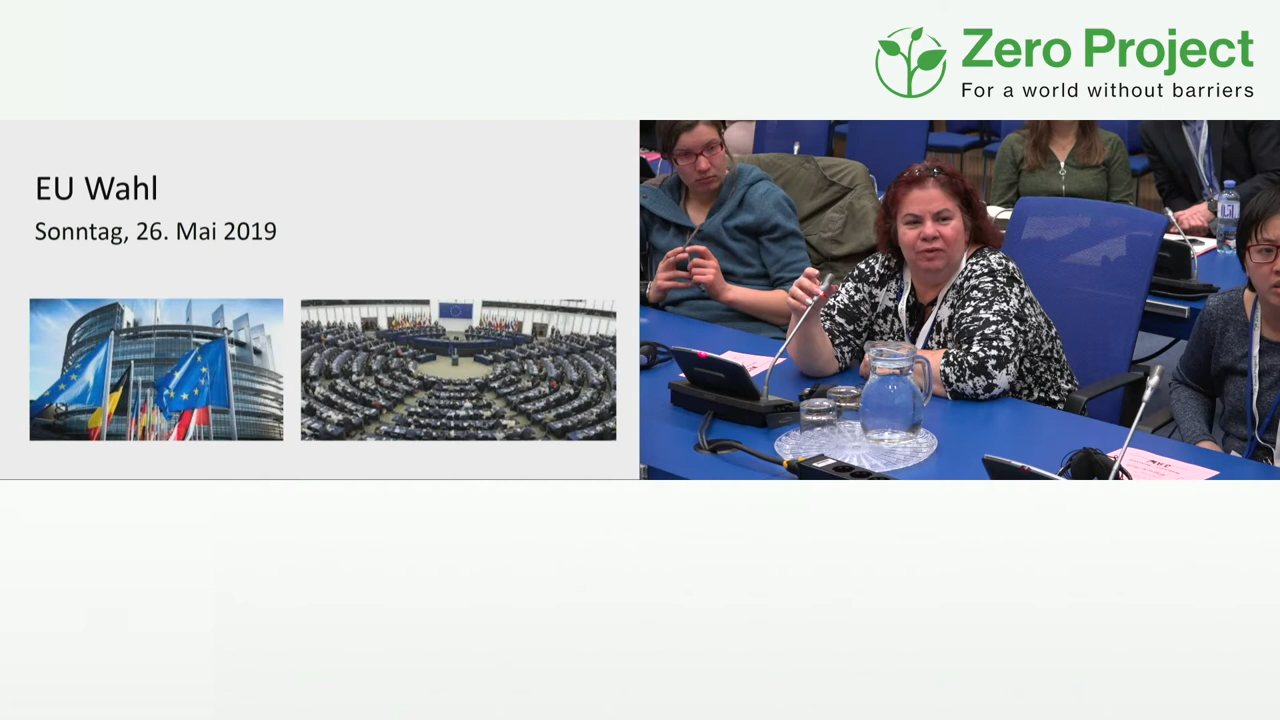 Zero Project
For a world without barriers
EU Wahl
Sonntag, 26. Mai 2019